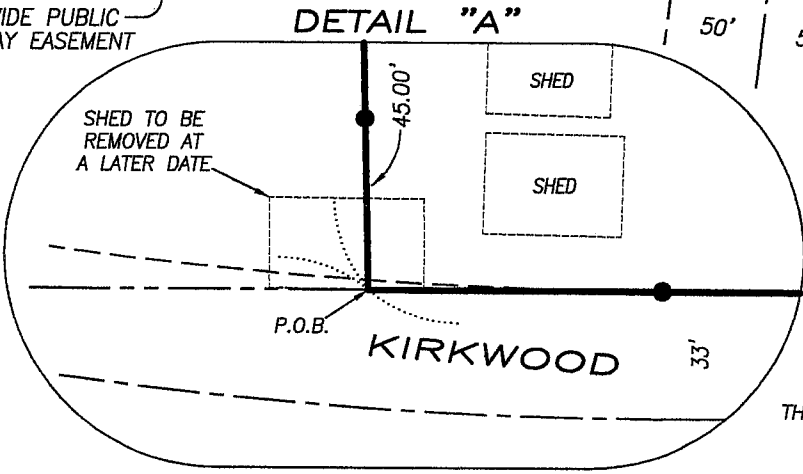 DETAIL "A"
IDE PUBLIC
AY EASEMENT
50'
5
SHED TO BE
REMOVED AT
A LATER DATE
45.00'
SHED
SHED
P.O.B.
KIRKWOOD
33'
TH